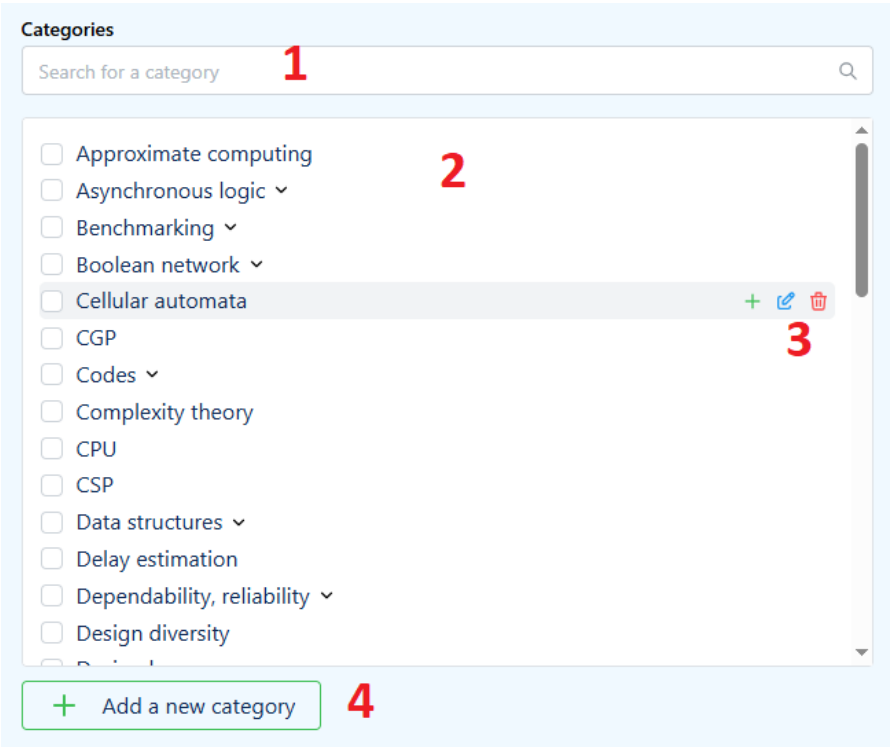 Categories
Search for a category 1
Approximate computing
2
Asynchronous logic
Benchmarking
Boolean network
Cellular automata
3
CGP
Codes
Complexity theory
CPU
CSP
Data structures
Delay estimation
Dependability, reliability
Design diversity
Add a new category 4